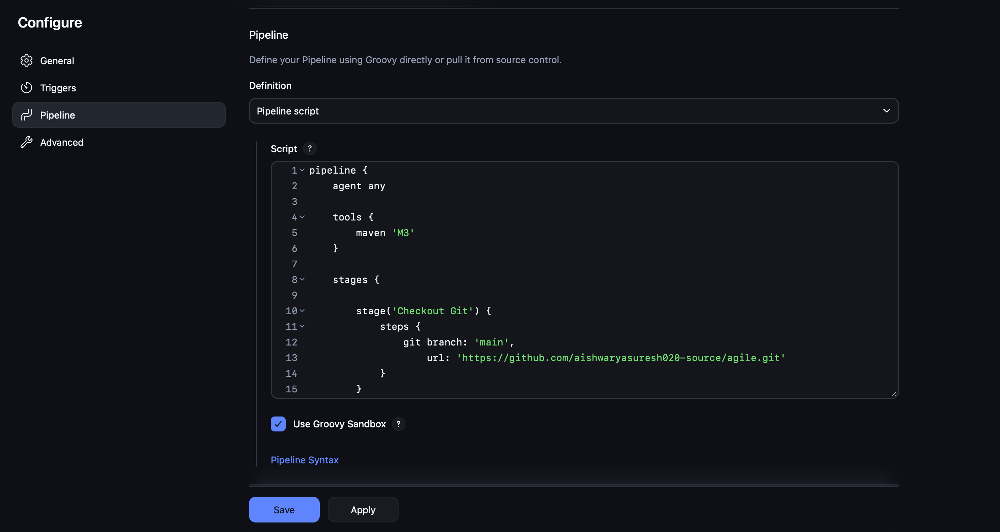 Configure
General
Triggers
Pipeline
Advanced
Pipeline
Define your Pipeline using Groovy directly or pull it from source control.
Definition
Pipeline script
Script ?
1 pipeline {
2     agent any
3
4     tools {
5         maven 'M3'
6     }
7
8     stages {
9
10         stage('Checkout Git') {
11             steps {
12                 git branch: 'main',
13                     url: 'https://github.com/aishwaryasuresh020-source/agile.git'
14             }
15         }
Use Groovy Sandbox ?
Pipeline Syntax
Save Apply